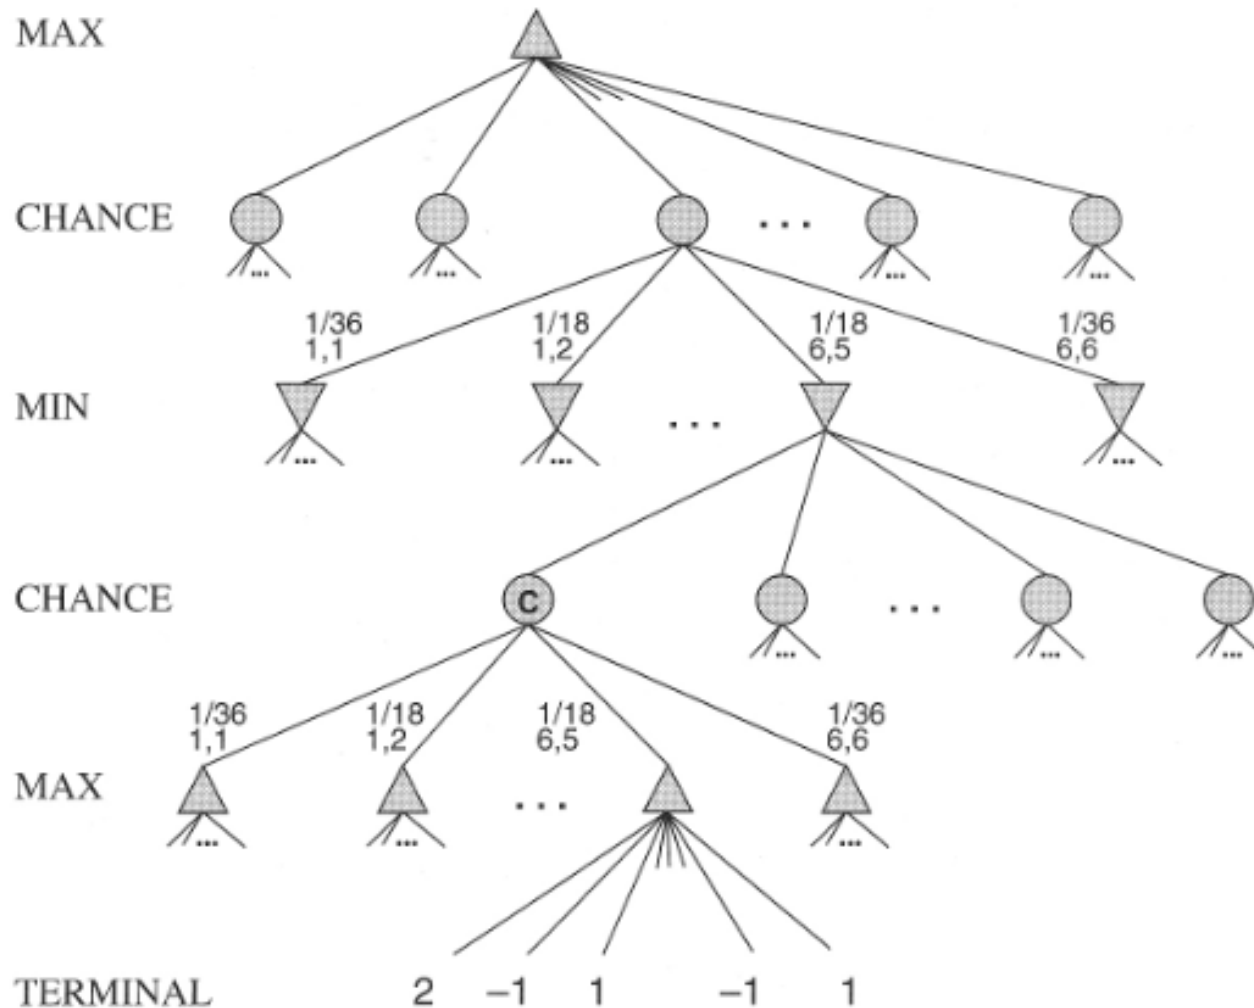 MAX
CHANCE
... ... ... ... ...
...
1/36 1/18 1/18 1/36
1,1 1,2 6,5 6,6
MIN
...
... ... ... ...
CHANCE
C
...
... ... ...
1/36 1/18 1/18 1/36
1,1 1,2 6,5 6,6
MAX
...
... ... ...
TERMINAL 2 –1 1 –1 1